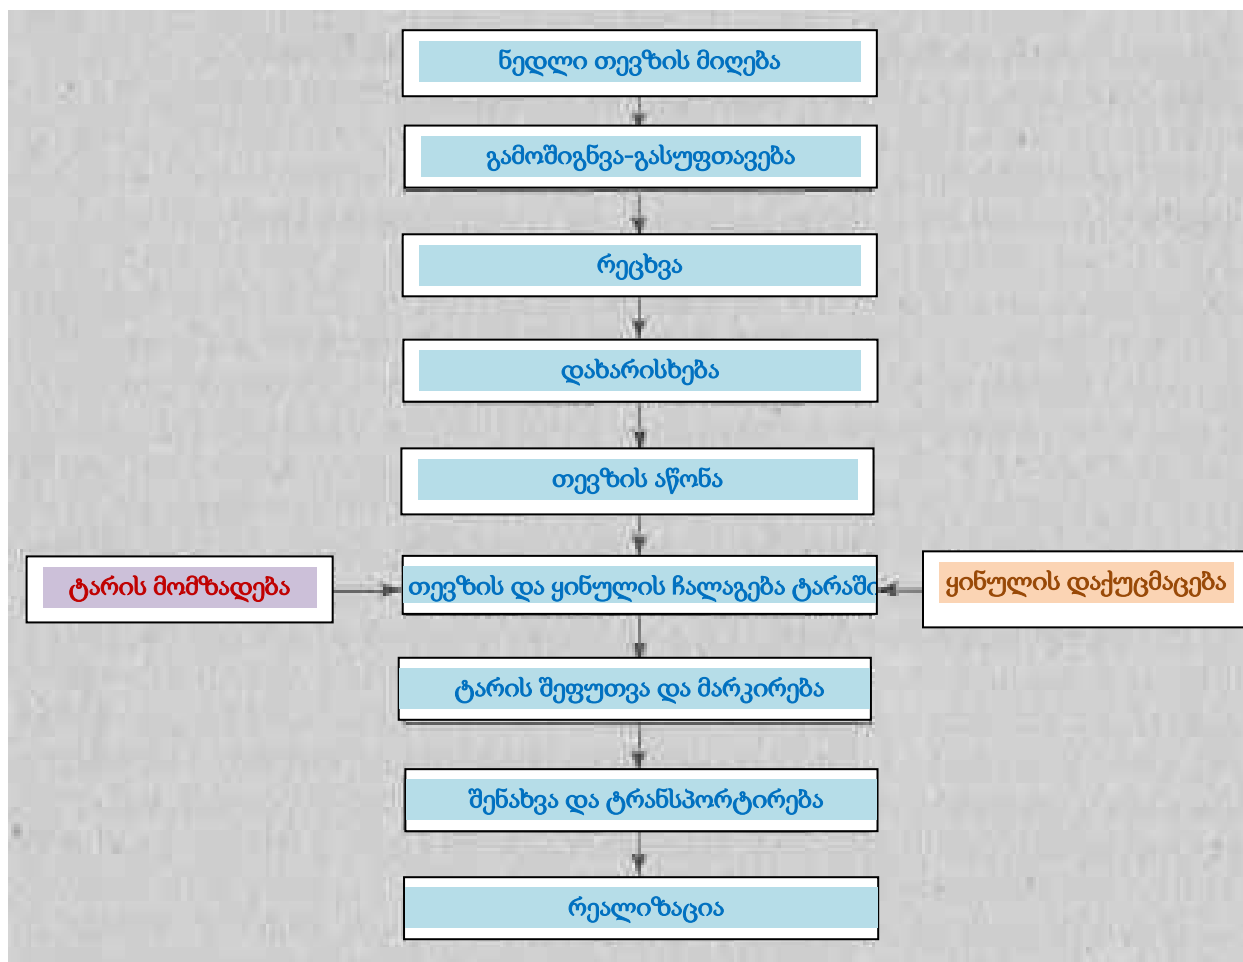 ნედლი თევზის მიღება
გამოშიგნვა-გასუფთავება
რეცხვა
დახარისხება
თევზის აწონა
ტარის მომზადება
თევზის და ყინულის ჩალაგება ტარაში
ყინულის დაქუცმაცება
ტარის შეფუთვა და მარკირება
შენახვა და ტრანსპორტირება
რეალიზაცია